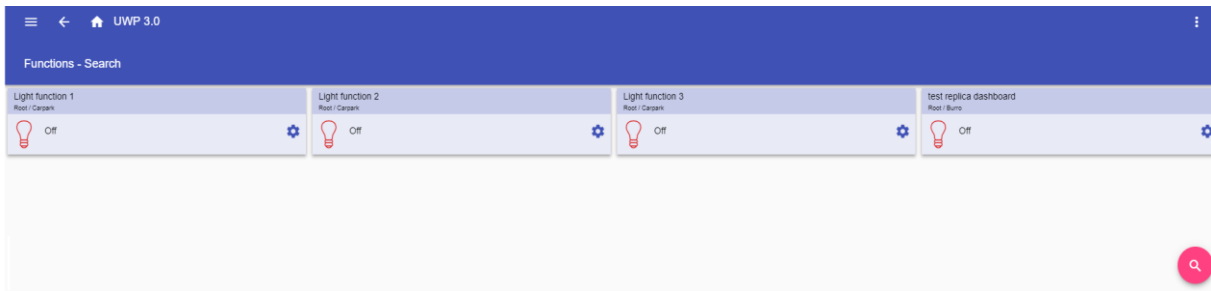 UWP 3.0
Functions - Search
Light function 1
Root / Carpark
Off
Light function 2
Root / Carpark
Off
Light function 3
Root / Carpark
Off
test replica dashboard
Root / Burro
Off